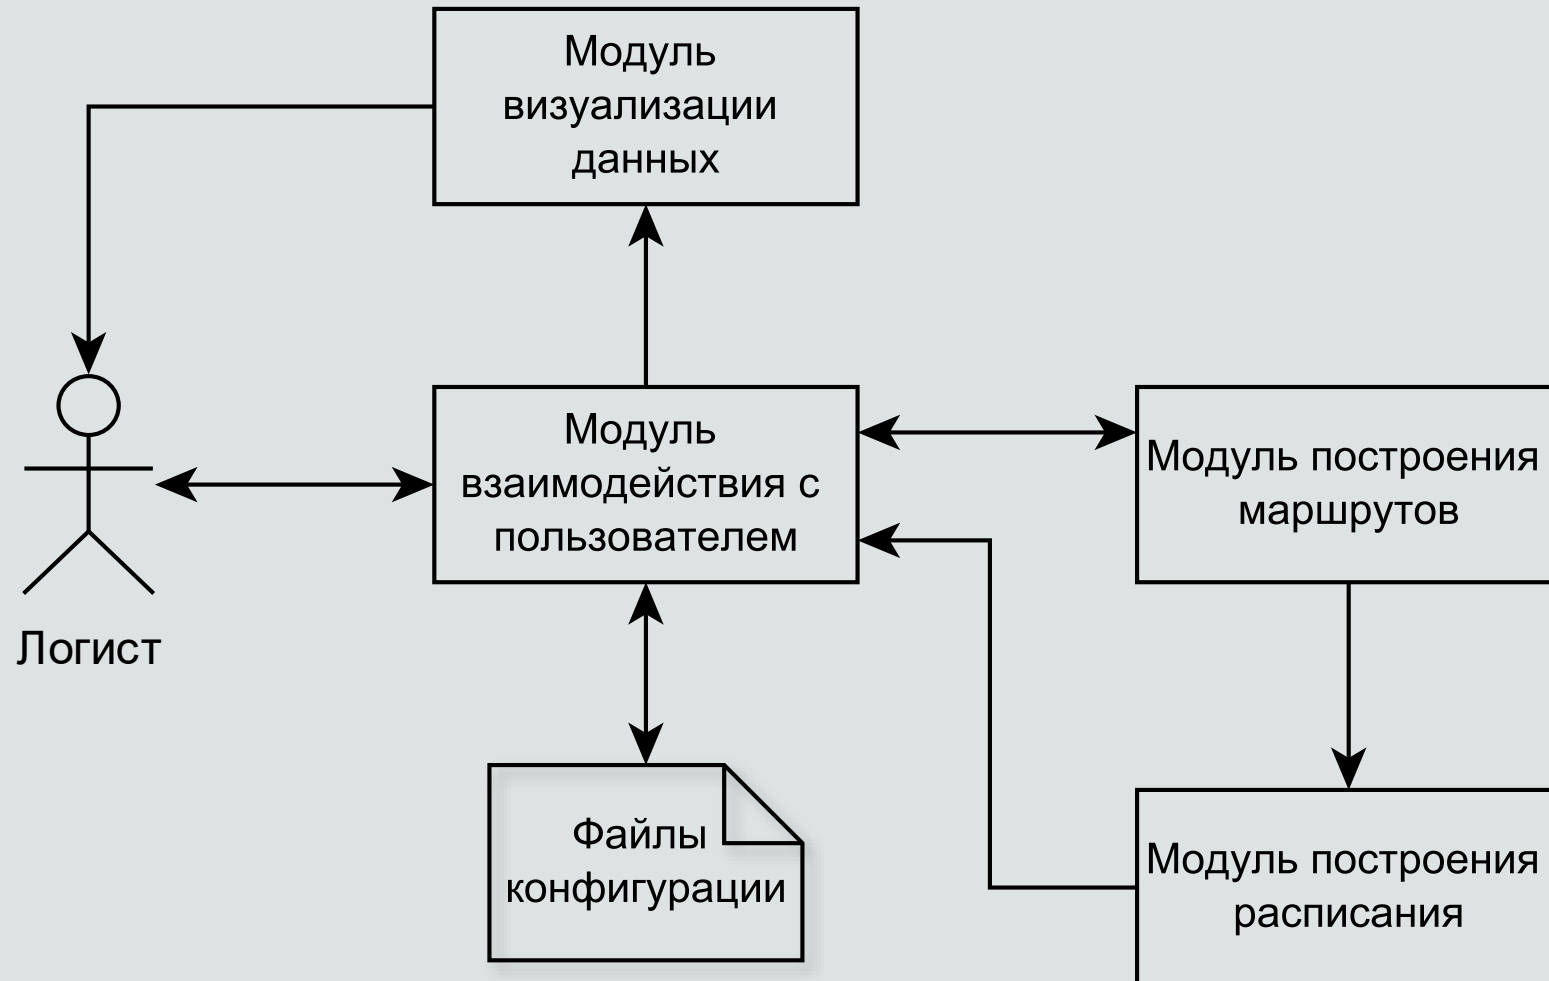 Модуль
визуализации
данных
Модуль
взаимодействия с
пользователем
Модуль построения
маршрутов
Логист
Файлы
конфигурации
Модуль построения
расписания